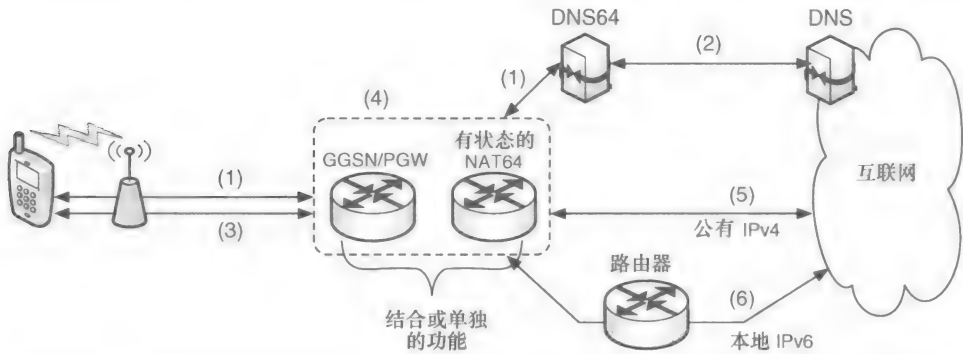 DNS64
DNS
(2)
(1)
(4)
有状态的
NAT64
GGSN/PGW
互联网
(1)
(3)
(5)
公有 IPv4
路由器
(6)
本地 IPv6
结合或单独
的功能